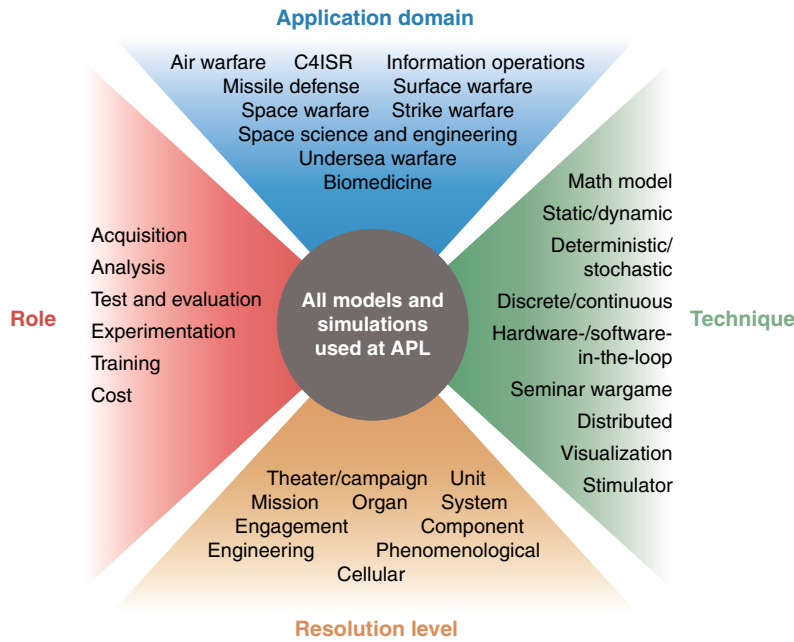 Application domain
Air warfare C4ISR Information operations
Missile defense Surface warfare
Space warfare Strike warfare
Space science and engineering
Undersea warfare
Biomedicine
Role
Acquisition
Analysis
Test and evaluation
Experimentation
Training
Cost
All models and
simulations
used at APL
Math model
Static/dynamic
Deterministic/
stochastic
Discrete/continuous
Hardware-/software-
in-the-loop
Seminar wargame
Distributed
Visualization
Stimulator
Technique
Theater/campaign Unit
Mission Organ System
Engagement Component
Engineering Phenomenological
Cellular
Resolution level